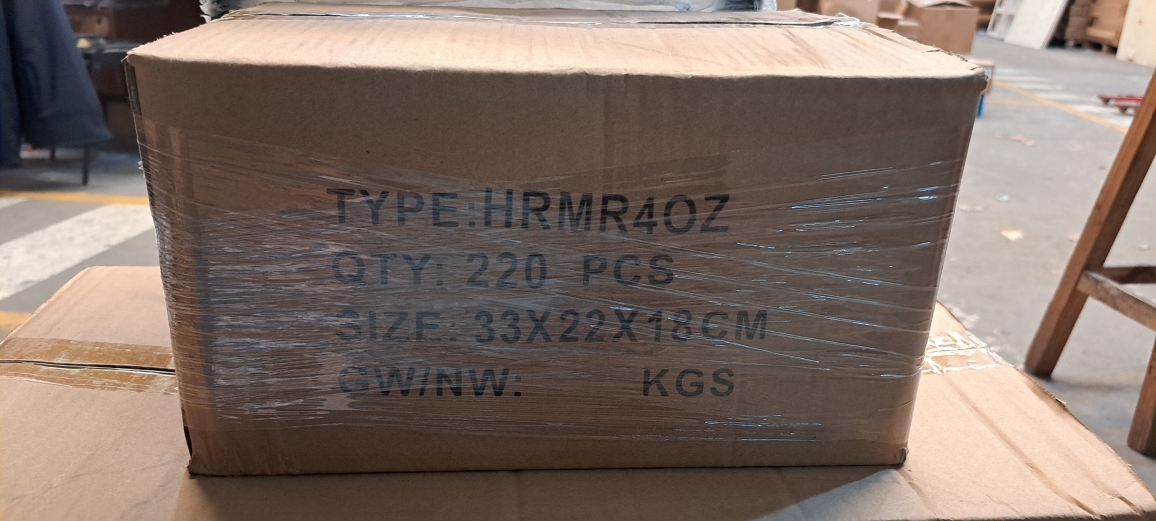 TYPE:HRMR4OZ
QTY: 220 PCS
SIZE: 33X22X18CM
GW/NW: KGS